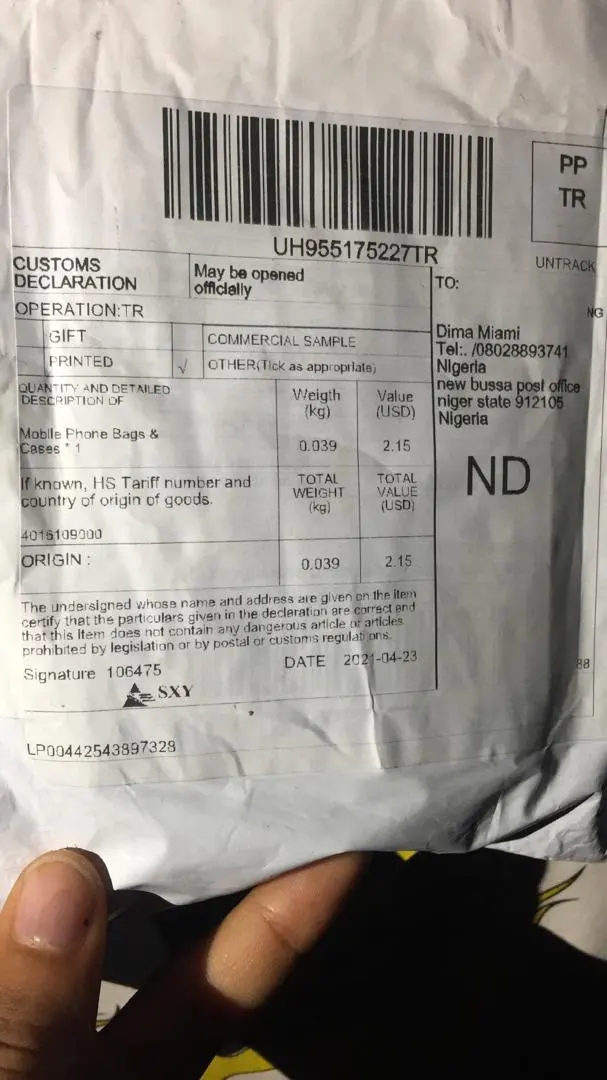 UH955175227TR
PP
TR
UNTRACK
NG
CUSTOMS
DECLARATION
May be opened
officially
OPERATION:TR
GIFT
COMMERCIAL SAMPLE
PRINTED
√
OTHER(Tick as appropriate)
QUANTITY AND DETAILED
DESCRIPTION OF
Weigth
(kg)
Value
(USD)
Mobile Phone Bags &
Cases * 1
0.039
2.15
If known, HS Tariff number and
country of origin of goods.
TOTAL
WEIGHT
(kg)
TOTAL
VALUE
(USD)
4016109000
ORIGIN :
0.039
2.15
The undersigned whose name and address are given on the item
certify that the particulars given in the declaration are correct and
that this item does not contain any dangerous article or articles
prohibited by legislation or by postal or customs regulations.
Signature 106475
DATE 2021-04-23
SXY
LP00442543897328
TO:
Dima Miami
Tel:. /08028893741
Nigeria
new bussa post office
niger state 912105
Nigeria
ND
88